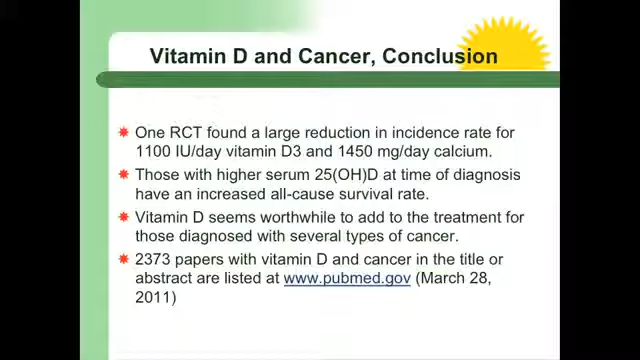 Vitamin D and Cancer, Conclusion
One RCT found a large reduction in incidence rate for
1100 IU/day vitamin D3 and 1450 mg/day calcium.
Those with higher serum 25(OH)D at time of diagnosis
have an increased all-cause survival rate.
Vitamin D seems worthwhile to add to the treatment for
those diagnosed with several types of cancer.
2373 papers with vitamin D and cancer in the title or
abstract are listed at www.pubmed.gov (March 28,
2011)